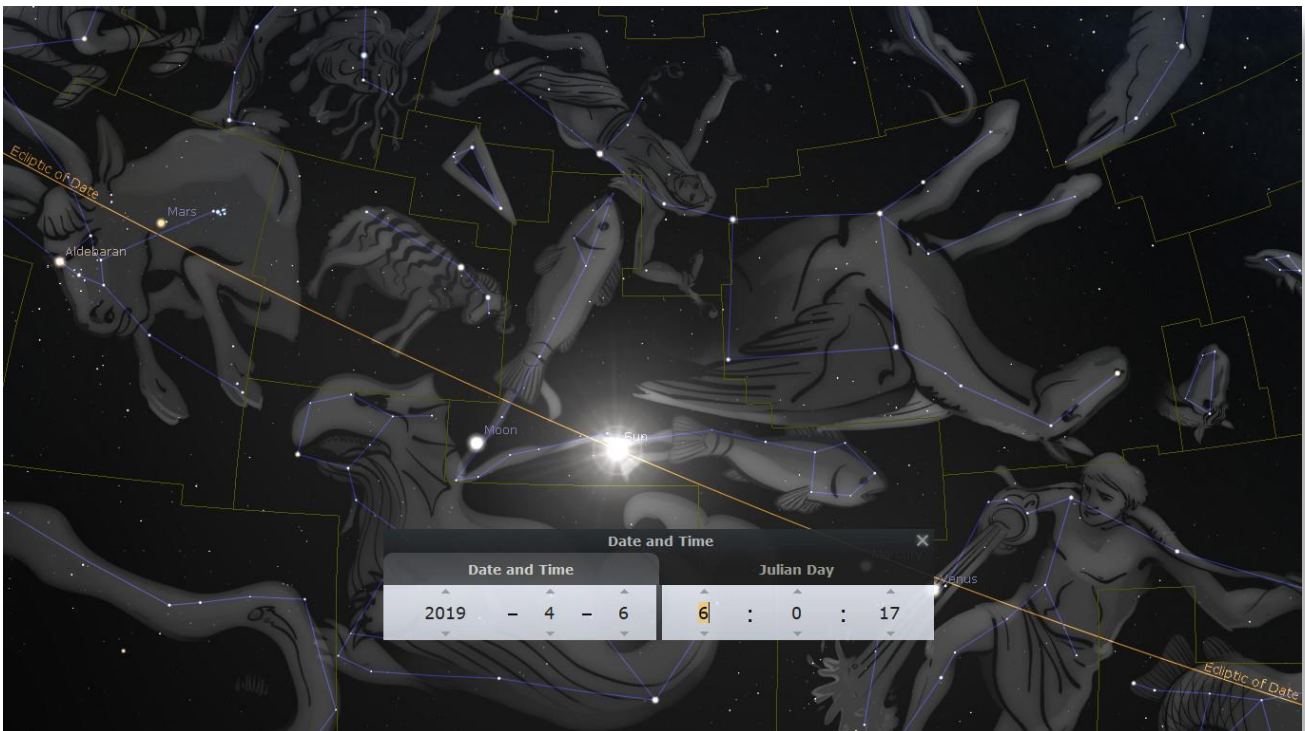 Ecliptic of Date
Mars
Aldebaran
Moon
Sun
Date and Time
×
Mercury
Date and Time
Julian Day
Venus
2019 - 4 - 6
6 : 0 : 17
Ecliptic of Date